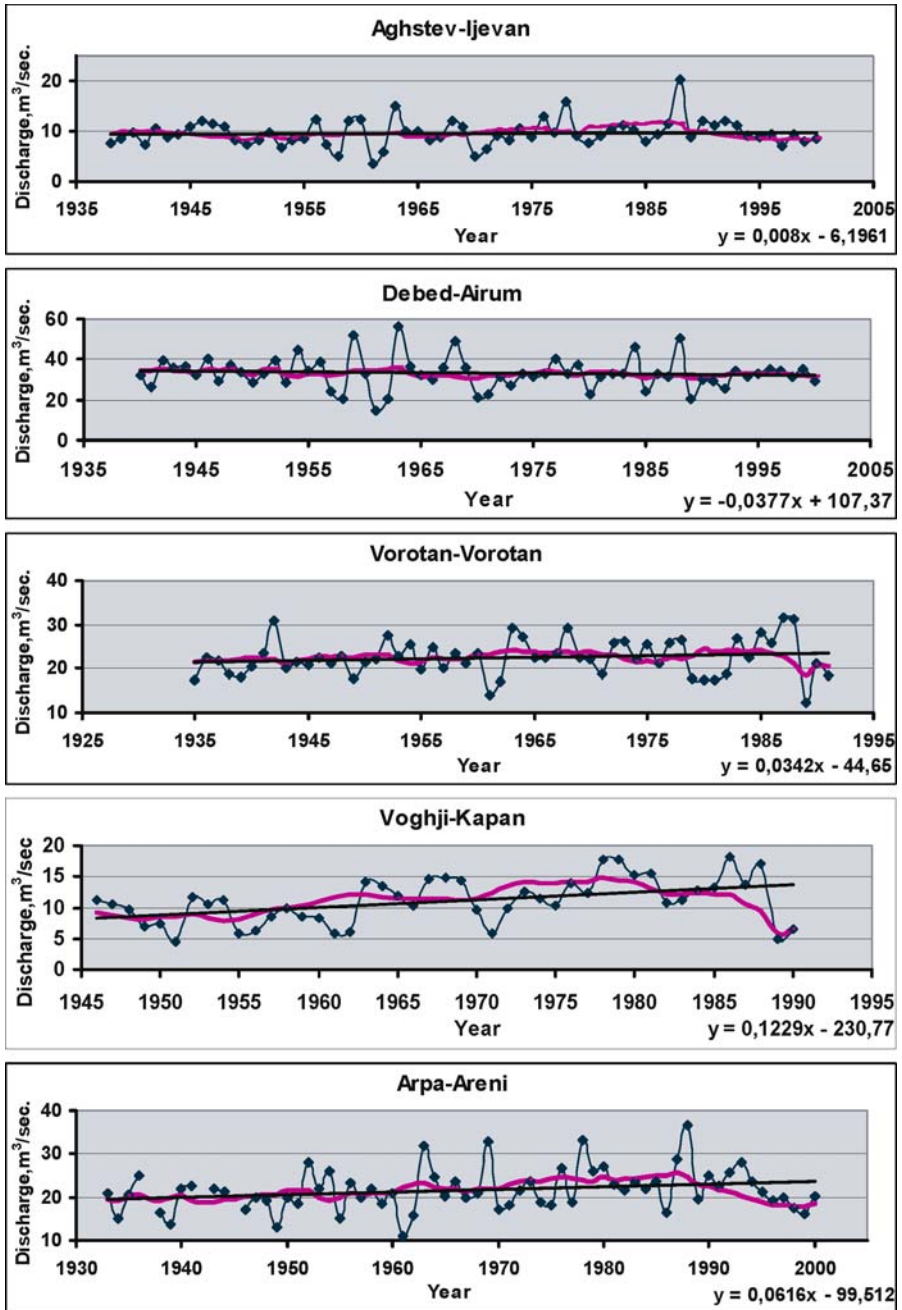 Aghstev-Ijevan
Discharge,m³/sec.
20
10
0
1935 1945 1955 1965 1975 1985 1995 2005
Year
y = 0,008x - 6,1961
Debed-Airum
Discharge,m³/sec.
60
40
20
0
1935 1945 1955 1965 1975 1985 1995 2005
Year
y = -0,0377x + 107,37
Vorotan-Vorotan
Discharge,m³/sec.
40
30
20
10
1925 1935 1945 1955 1965 1975 1985 1995
Year
y = 0,0342x - 44,65
Voghji-Kapan
Discharge,m³/sec
20
15
10
5
0
1945 1950 1955 1960 1965 1970 1975 1980 1985 1990 1995
Year
y = 0,1229x - 230,77
Arpa-Areni
Discharge,m³/sec.
40
30
20
10
1930 1940 1950 1960 1970 1980 1990 2000
Year
y = 0,0616x - 99,512